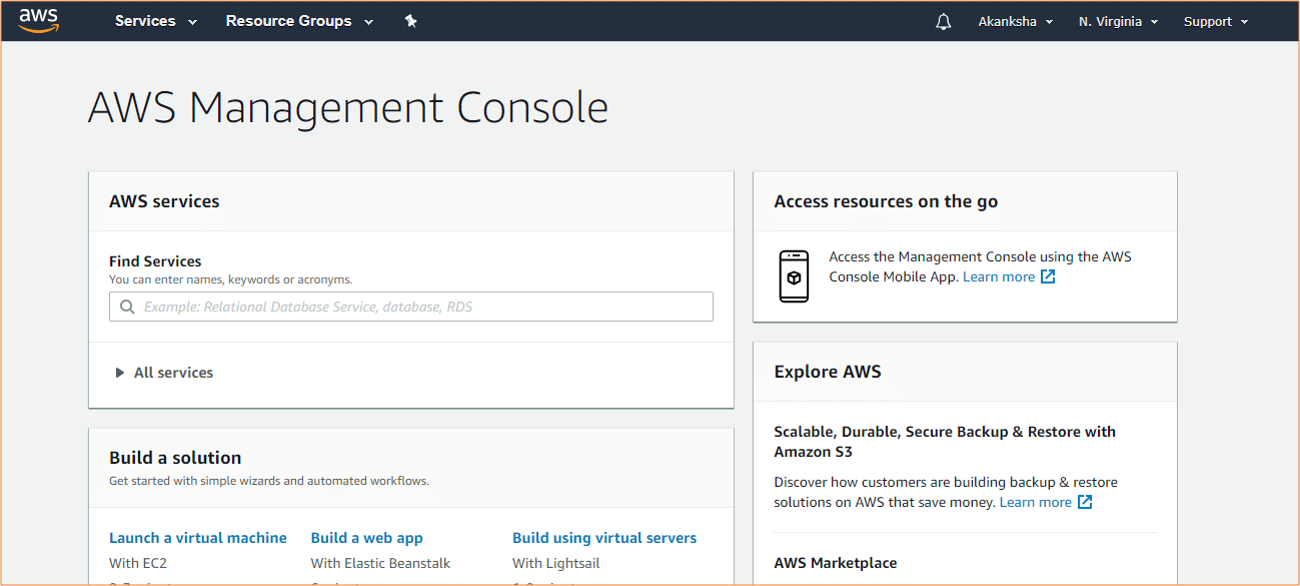 aws Services Resource Groups Akanksha N. Virginia Support
AWS Management Console
AWS services
Find Services
You can enter names, keywords or acronyms.
Example: Relational Database Service, database, RDS
All services
Build a solution
Get started with simple wizards and automated workflows.
Launch a virtual machine
With EC2
Build a web app
With Elastic Beanstalk
Build using virtual servers
With Lightsail
Access resources on the go
Access the Management Console using the AWS
Console Mobile App. Learn more
Explore AWS
Scalable, Durable, Secure Backup & Restore with
Amazon S3
Discover how customers are building backup & restore
solutions on AWS that save money. Learn more
AWS Marketplace